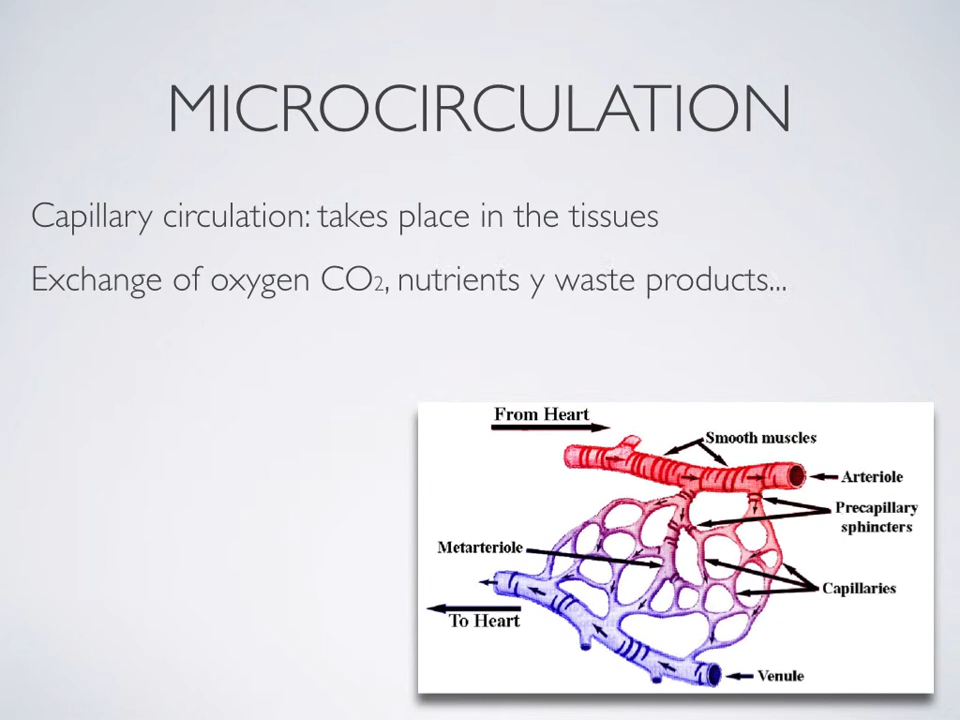 MICROCIRCULATION
Capillary circulation: takes place in the tissues
Exchange of oxygen CO₂, nutrients y waste products...
From Heart
Smooth muscles
Arteriole
Precapillary
sphincters
Metarteriole
Capillaries
To Heart
Venule